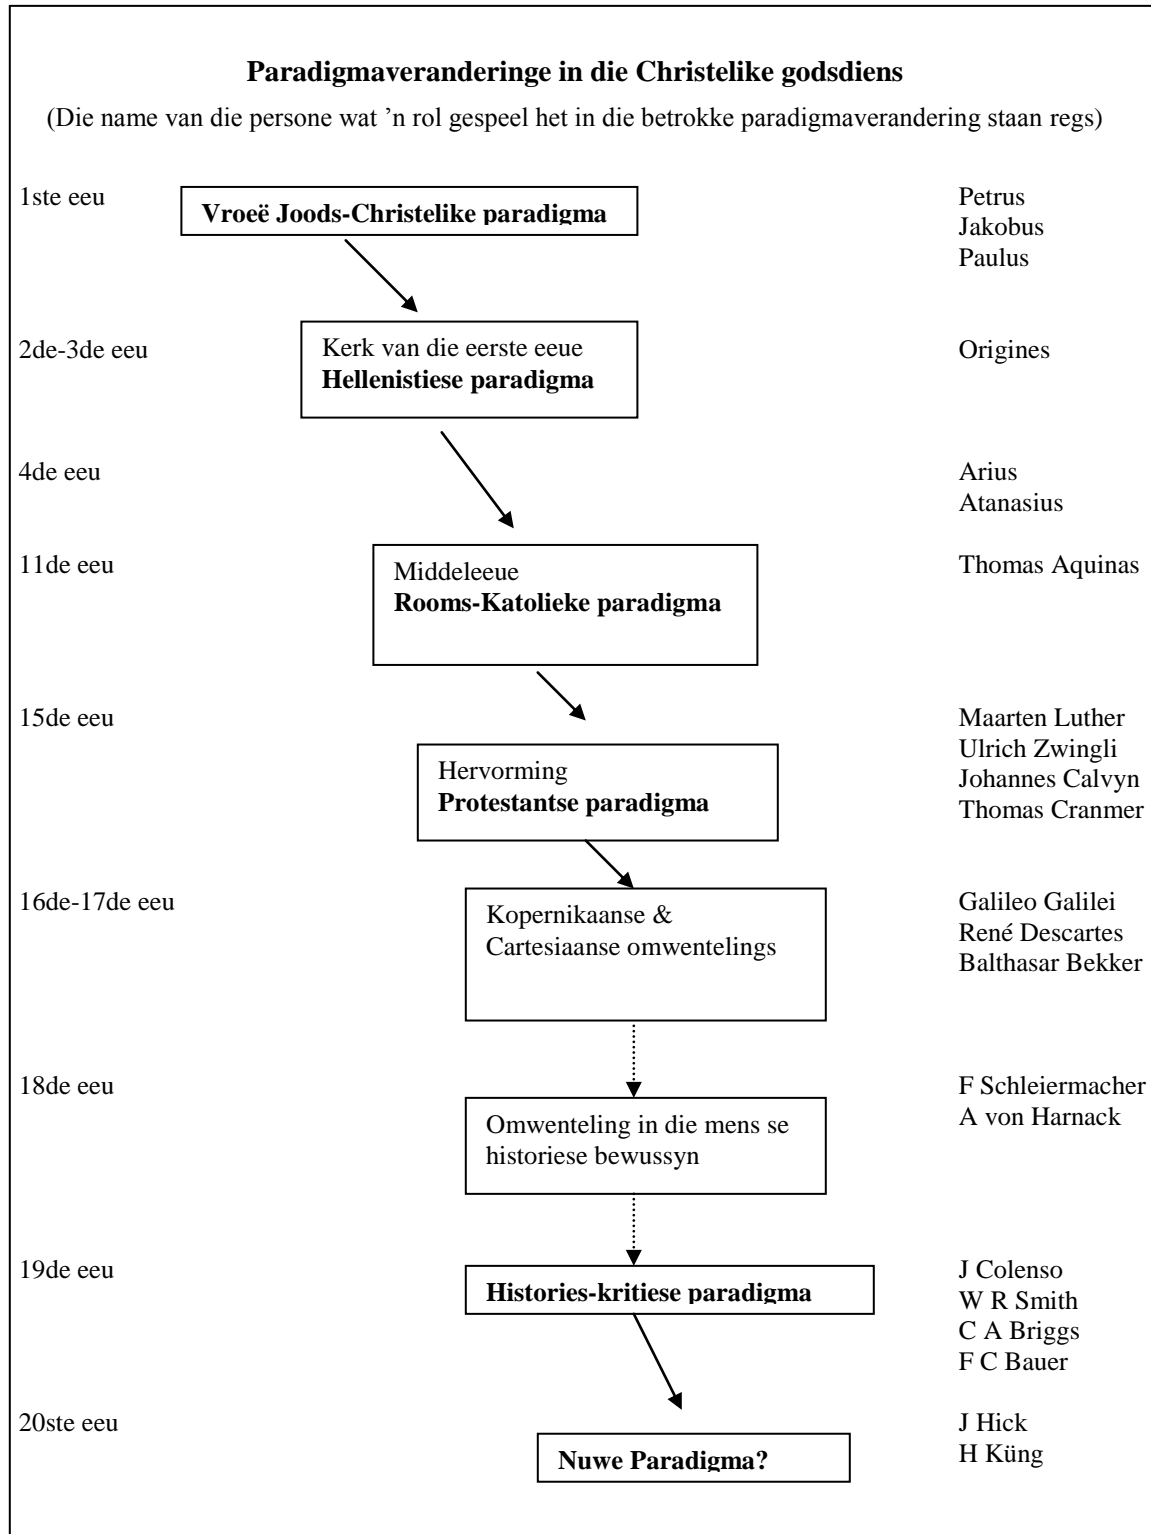 Paradigmaveranderinge in die Christelike godsdiens
(Die name van die persone wat ’n rol gespeel het in die betrokke paradigmaverandering staan regs)
1ste eeu
Vroeë Joods-Christelike paradigma
Petrus
Jakobus
Paulus
2de-3de eeu
Kerk van die eerste eeue
Hellenistiese paradigma
Origines
4de eeu
Arius
Atanasius
11de eeu
Middeleeue
Rooms-Katolieke paradigma
Thomas Aquinas
15de eeu
Hervorming
Protestantse paradigma
Maarten Luther
Ulrich Zwingli
Johannes Calvyn
Thomas Cranmer
16de-17de eeu
Kopernikaanse &
Cartesiaanse omwentelings
Galileo Galilei
René Descartes
Balthasar Bekker
18de eeu
Omwenteling in die mens se
historiese bewussyn
F Schleiermacher
A von Harnack
19de eeu
Histories-kritiese paradigma
J Colenso
W R Smith
C A Briggs
F C Bauer
20ste eeu
Nuwe Paradigma?
J Hick
H Küng